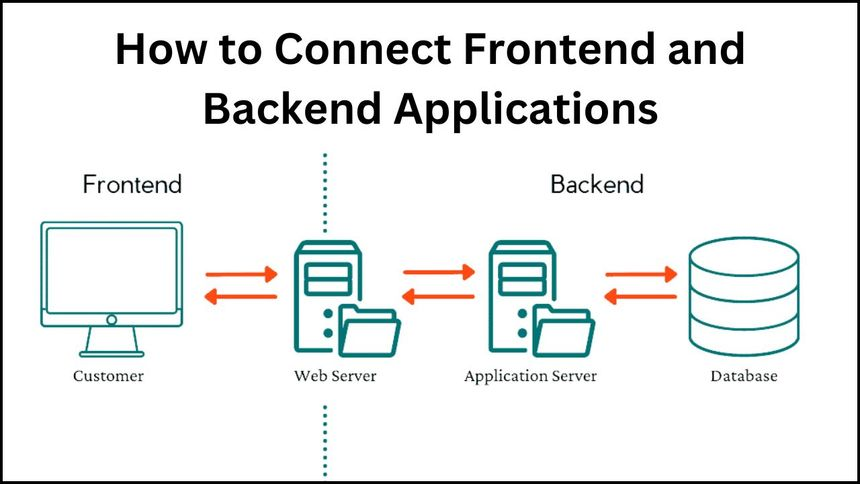 How to Connect Frontend and
Backend Applications
Frontend
Backend
Customer
Web Server
Application Server
Database